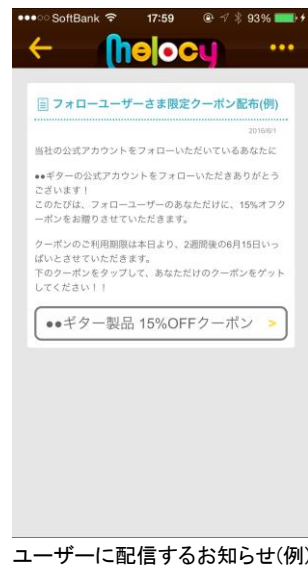 SoftBank 17:59 93%
melocy
フォローユーザーさま限定クーポン配布(例)
2016/6/1
当社の公式アカウントをフォローいただいているあなたに
●●ギターの公式アカウントをフォローいただきありがとう
ございます！
このたびは、フォローユーザーのあなただけに、15%オフク
ーポンをお贈りさせていただきます。
クーポンのご利用期限は本日より、2週間後の6月15日いっ
ぱいとさせていただきます。
下のクーポンをタップして、あなただけのクーポンをゲット
してください！！
●●ギター製品 15%OFFクーポン >
ユーザーに配信するお知らせ(例)